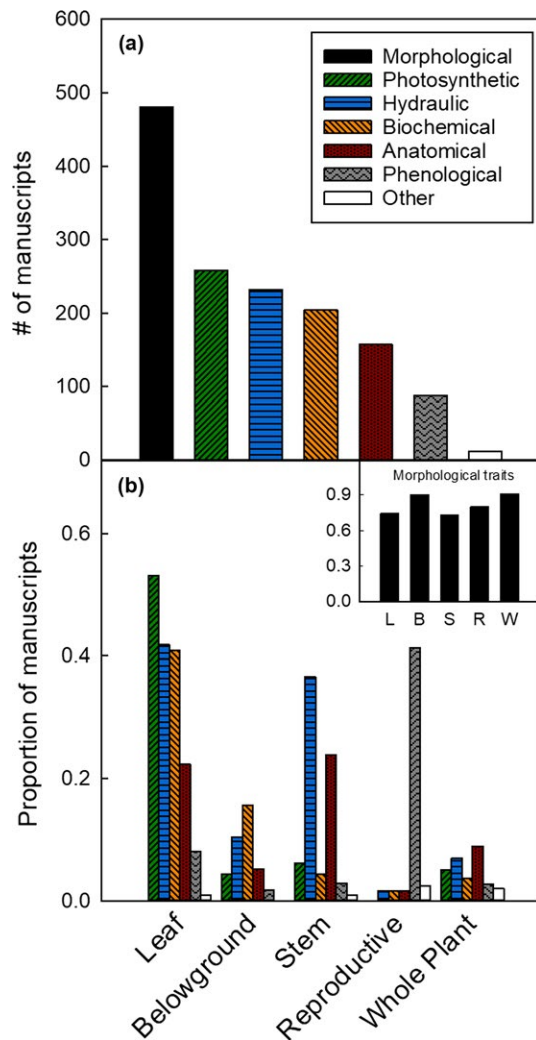 600
(a)
Morphological
Photosynthetic
Hydraulic
Biochemical
Anatomical
Phenological
Other
500
400
300
200
100
0
# of manuscripts
(b)
Morphological traits
0.9
0.6
0.3
0.0
L B S R W
0.6
0.4
0.2
0.0
Proportion of manuscripts
Leaf
Belowground
Stem
Reproductive
Whole Plant